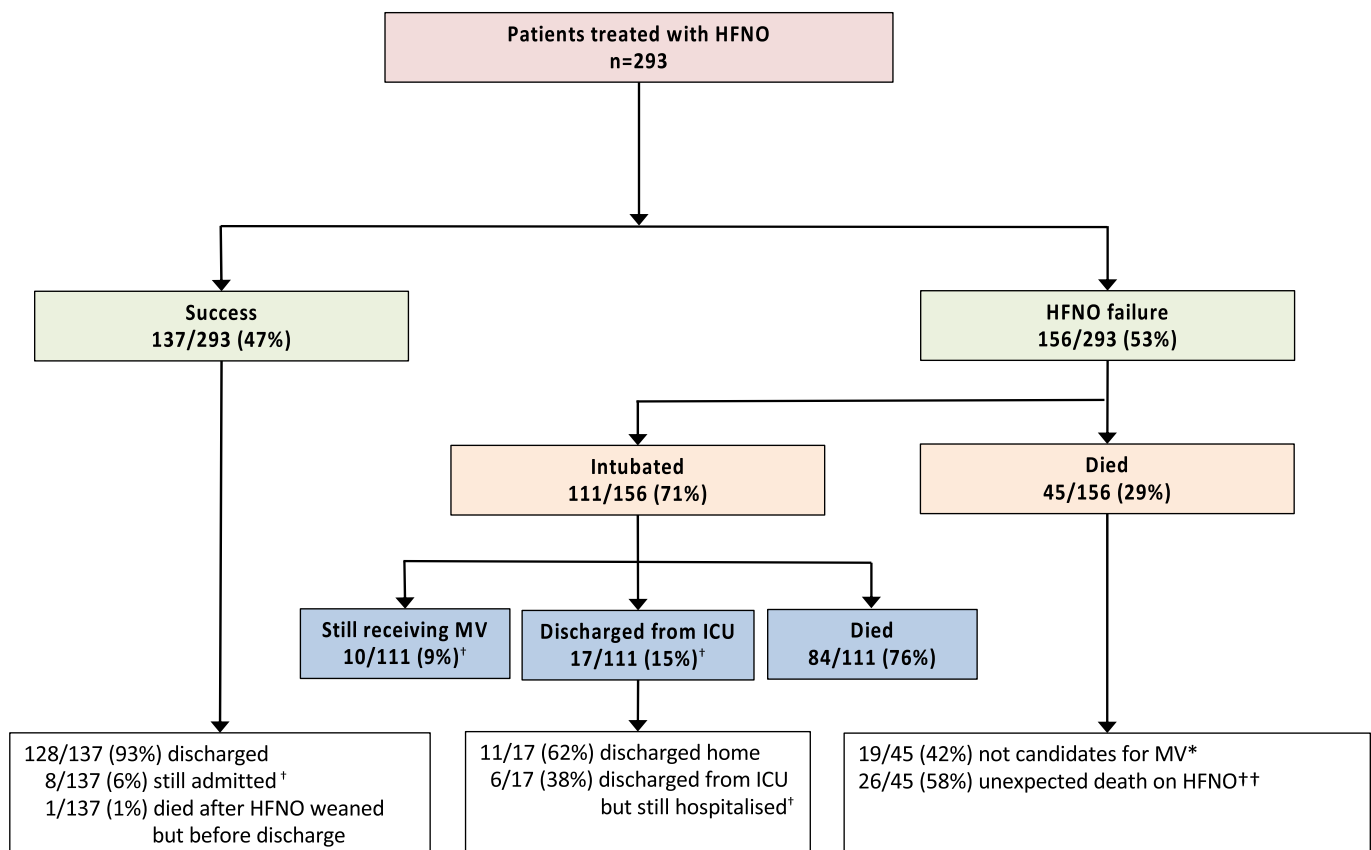 Patients treated with HFNO
n=293
Success
137/293 (47%)
HFNO failure
156/293 (53%)
Intubated
111/156 (71%)
Died
45/156 (29%)
Still receiving MV
10/111 (9%)†
Discharged from ICU
17/111 (15%)†
Died
84/111 (76%)
128/137 (93%) discharged
8/137 (6%) still admitted †
1/137 (1%) died after HFNO weaned
but before discharge
11/17 (62%) discharged home
6/17 (38%) discharged from ICU
but still hospitalised†
19/45 (42%) not candidates for MV*
26/45 (58%) unexpected death on HFNO††